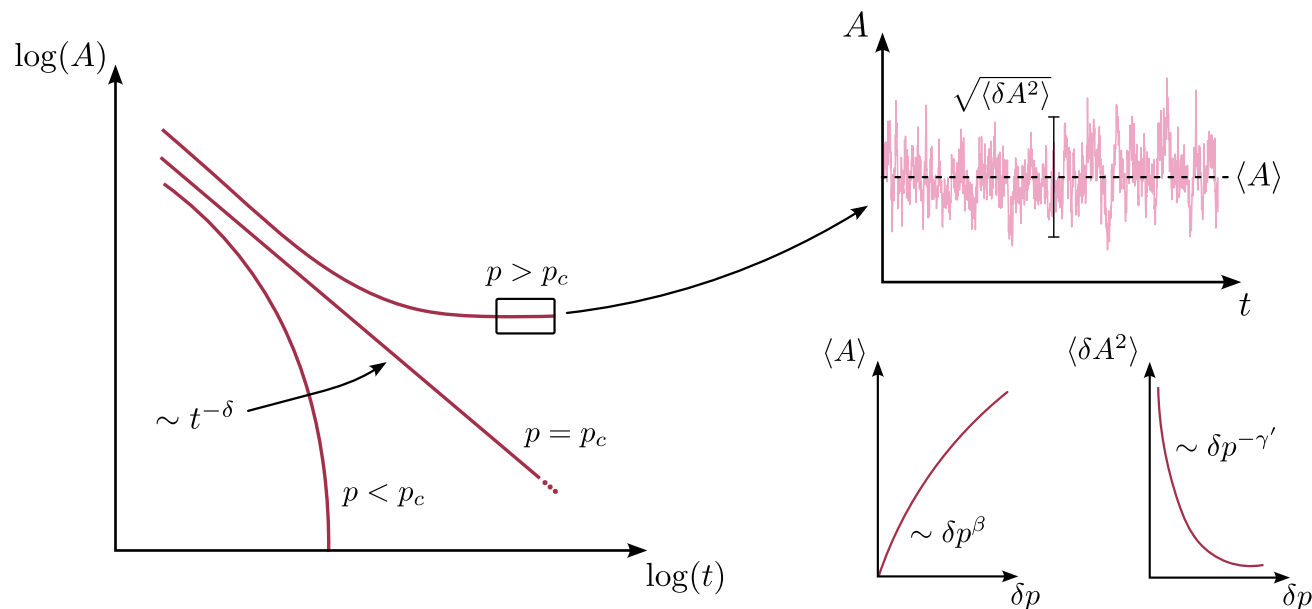 log(A)
p > p_c
∼ t^{−δ}
p = p_c
p < p_c
log(t)
A
√⟨δA²⟩
⟨A⟩
t
⟨A⟩
∼ δp^β
δp
⟨δA²⟩
∼ δp^{−γ′}
δp